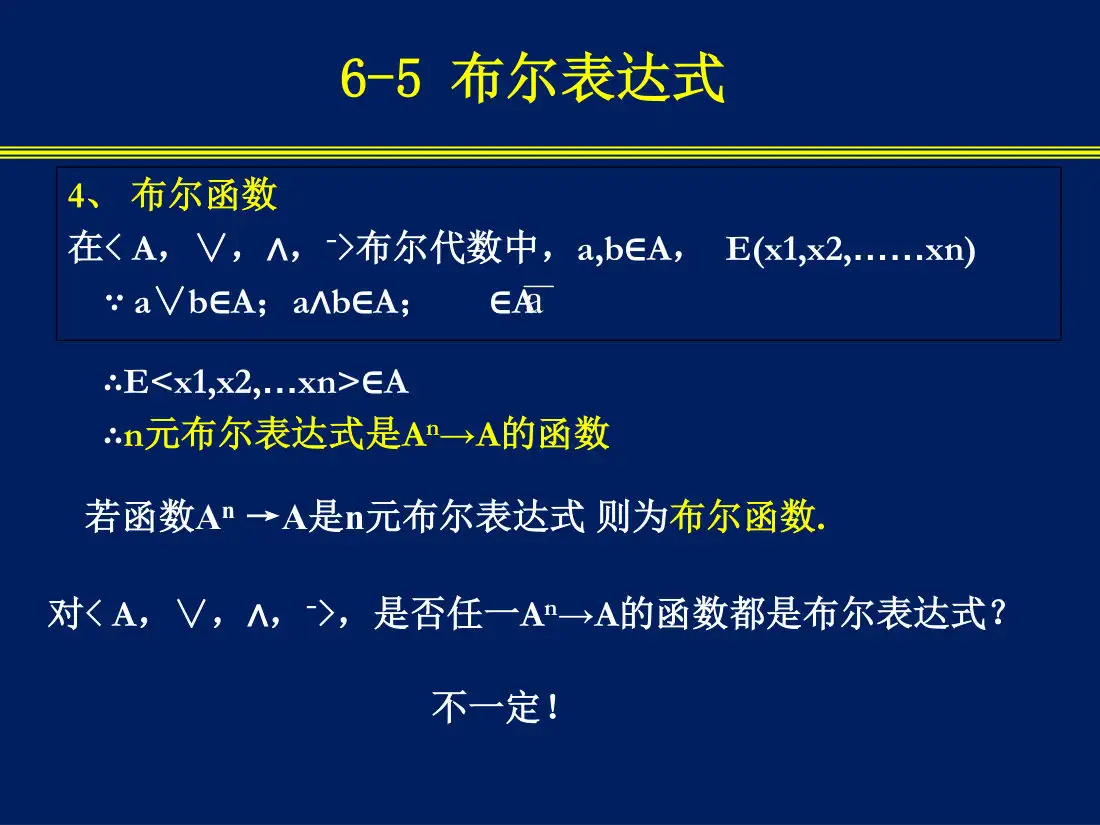 6-5 布尔表达式
4、 布尔函数
在< A，∨，∧，⁻>布尔代数中，a,b∈A， E(x1,x2,……xn)
∵ a∨b∈A；a∧b∈A； ∈A a̅
∴E<x1,x2,…xn>∈A
∴n元布尔表达式是Aⁿ→A的函数
若函数Aⁿ →A是n元布尔表达式 则为布尔函数.
对< A，∨，∧，⁻>，是否任一Aⁿ→A的函数都是布尔表达式？
不一定！